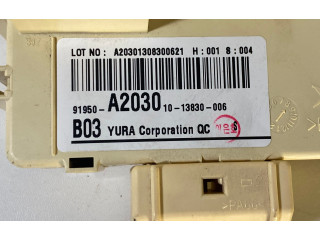 LOT NO : A20301308300621 H : 001 8 : 004
91950- A2030 10-13830-006
B03 YURA Corporation QC